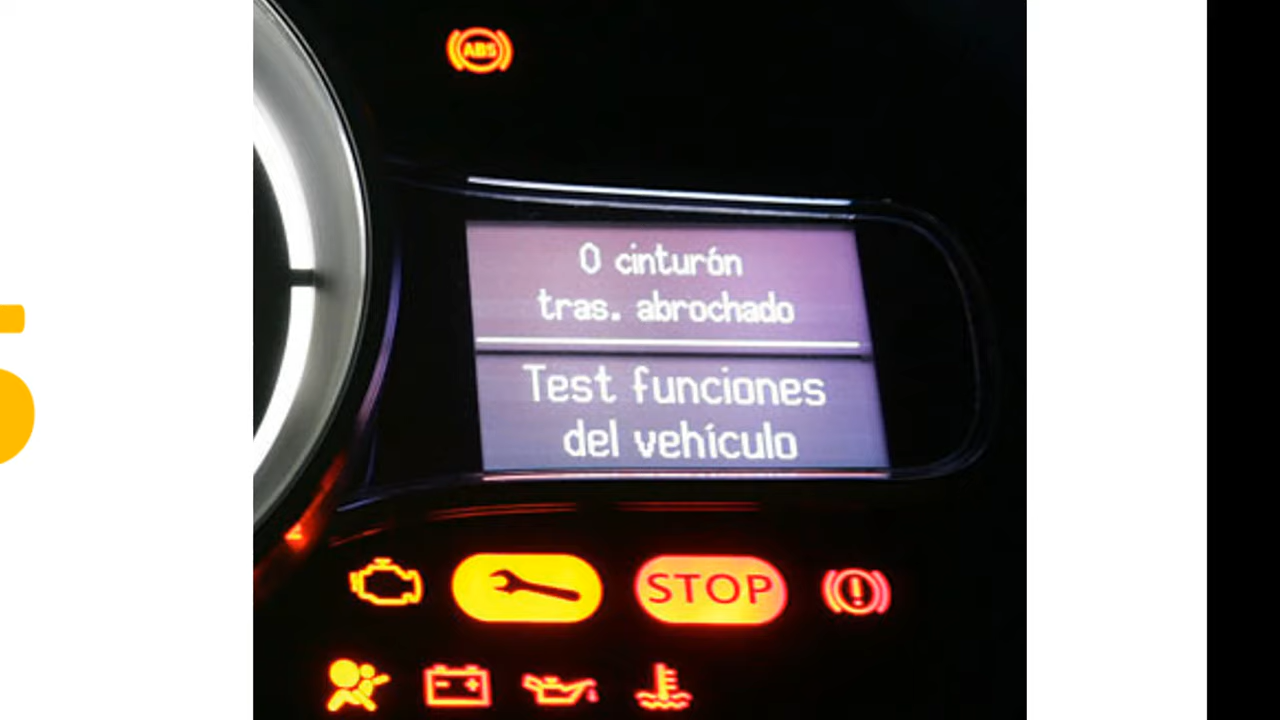 ABS
0 cinturón
tras. abrochado
Test funciones
del vehículo
STOP